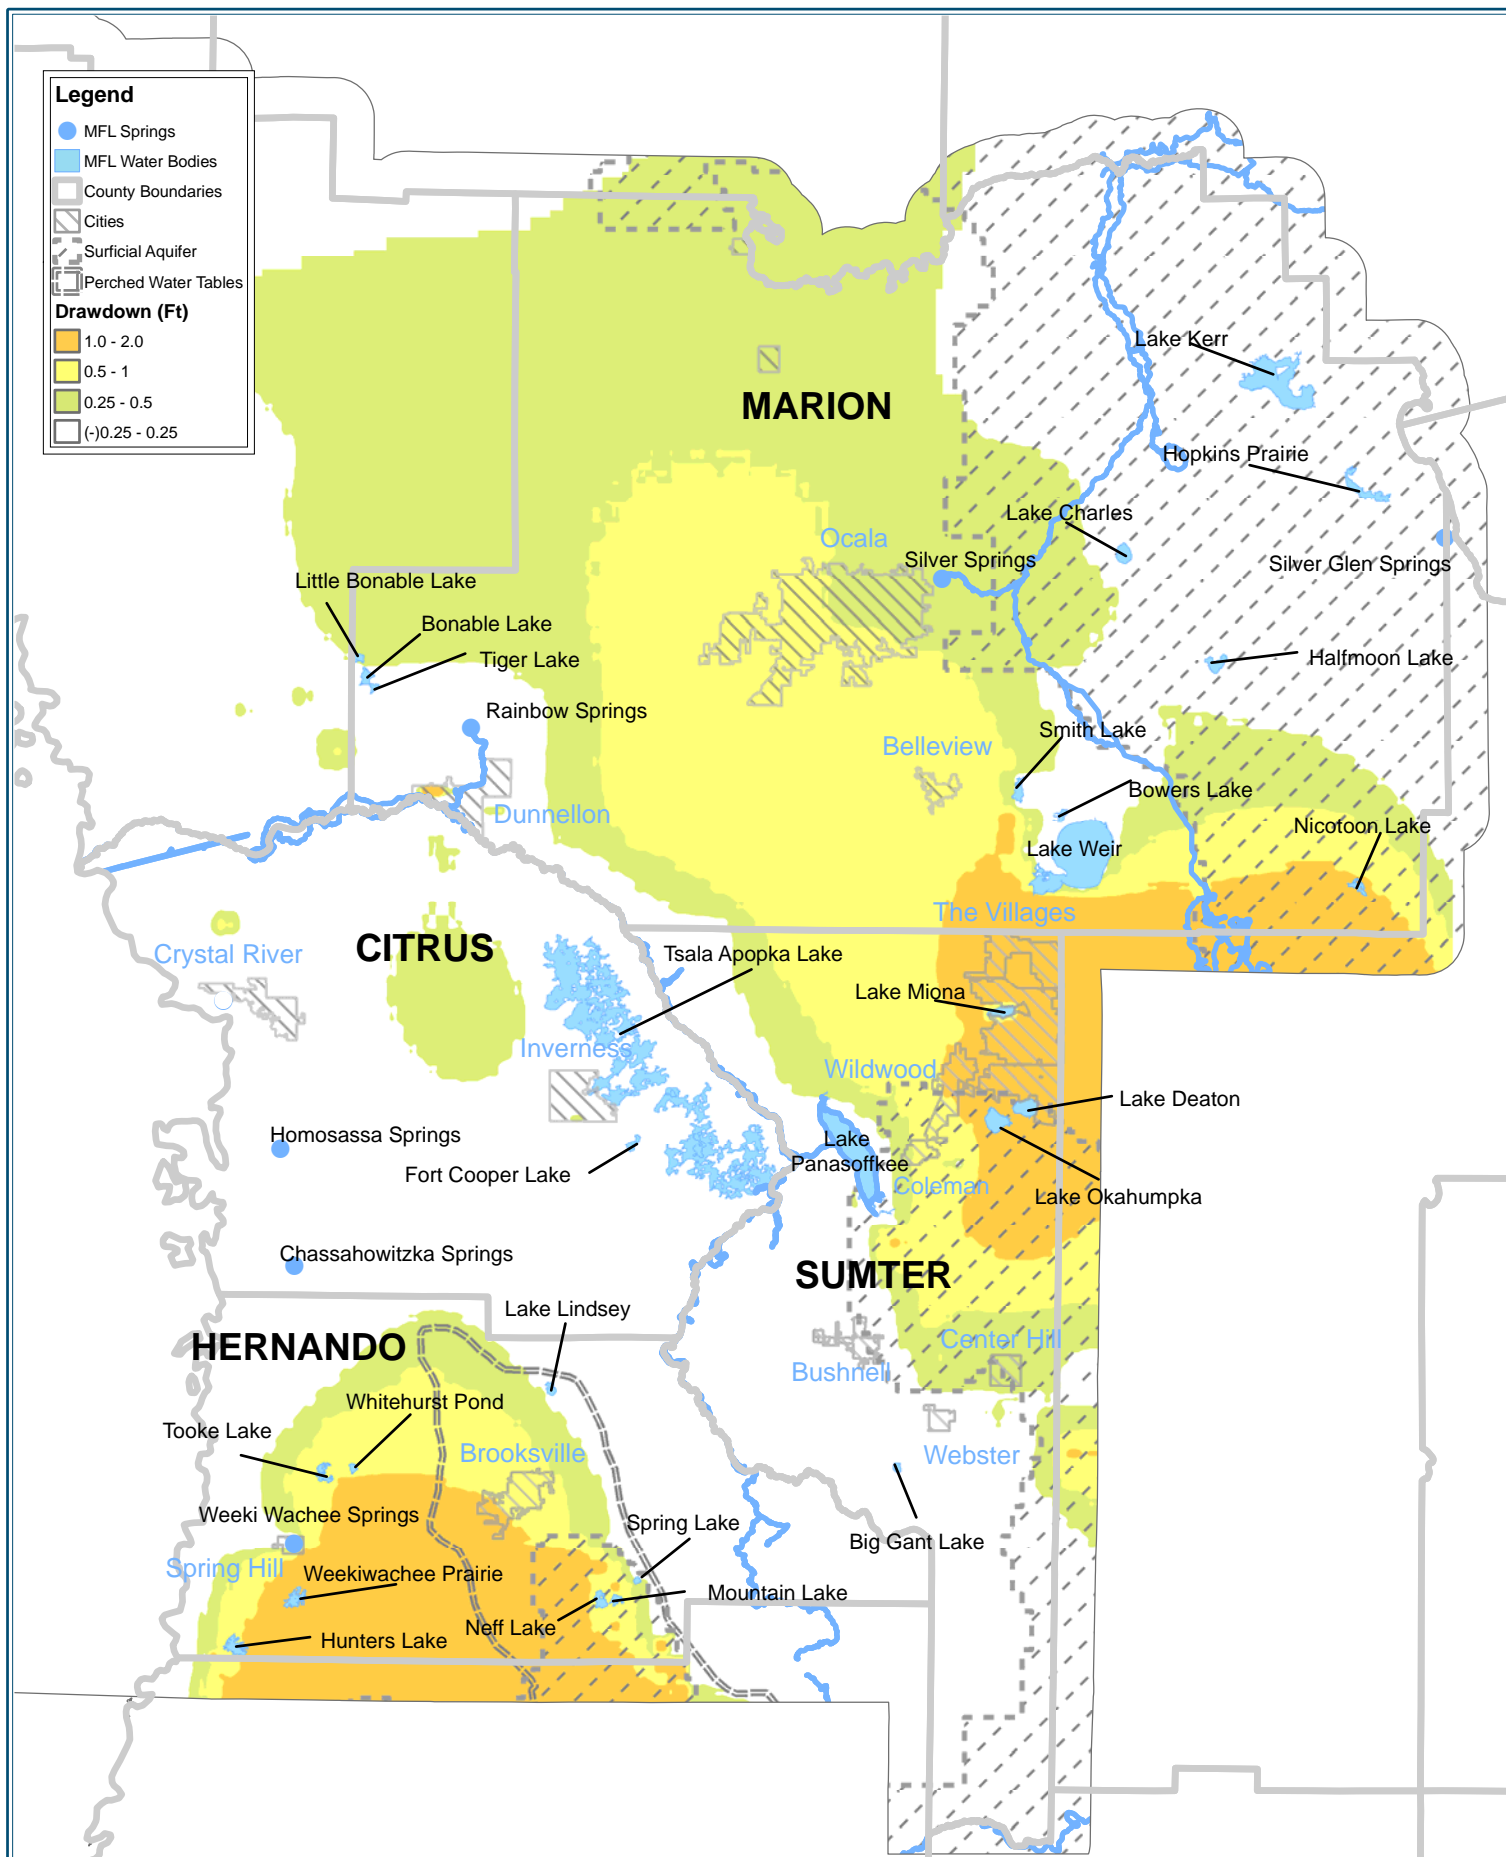 Legend
MFL Springs
MFL Water Bodies
County Boundaries
Cities
Surficial Aquifer
Perched Water Tables
Drawdown (Ft)
1.0 - 2.0
0.5 - 1
0.25 - 0.5
(-)0.25 - 0.25
Lake Kerr
MARION
Hopkins Prairie
Lake Charles
Ocala
Silver Springs
Silver Glen Springs
Little Bonable Lake
Bonable Lake
Tiger Lake
Halfmoon Lake
Rainbow Springs
Smith Lake
Belleview
Bowers Lake
Dunnellon
Nicotoon Lake
Lake Weir
The Villages
CITRUS
Crystal River
Tsala Apopka Lake
Lake Miona
Inverness
Wildwood
Lake Deaton
Homosassa Springs
Lake
Panasoffkee
Fort Cooper Lake
Coleman
Lake Okahumpka
Chassahowitzka Springs
SUMTER
Lake Lindsey
HERNANDO
Center Hill
Bushnell
Whitehurst Pond
Tooke Lake
Brooksville
Webster
Weeki Wachee Springs
Spring Lake
Big Gant Lake
Spring Hill
Weekiwachee Prairie
Mountain Lake
Neff Lake
Hunters Lake